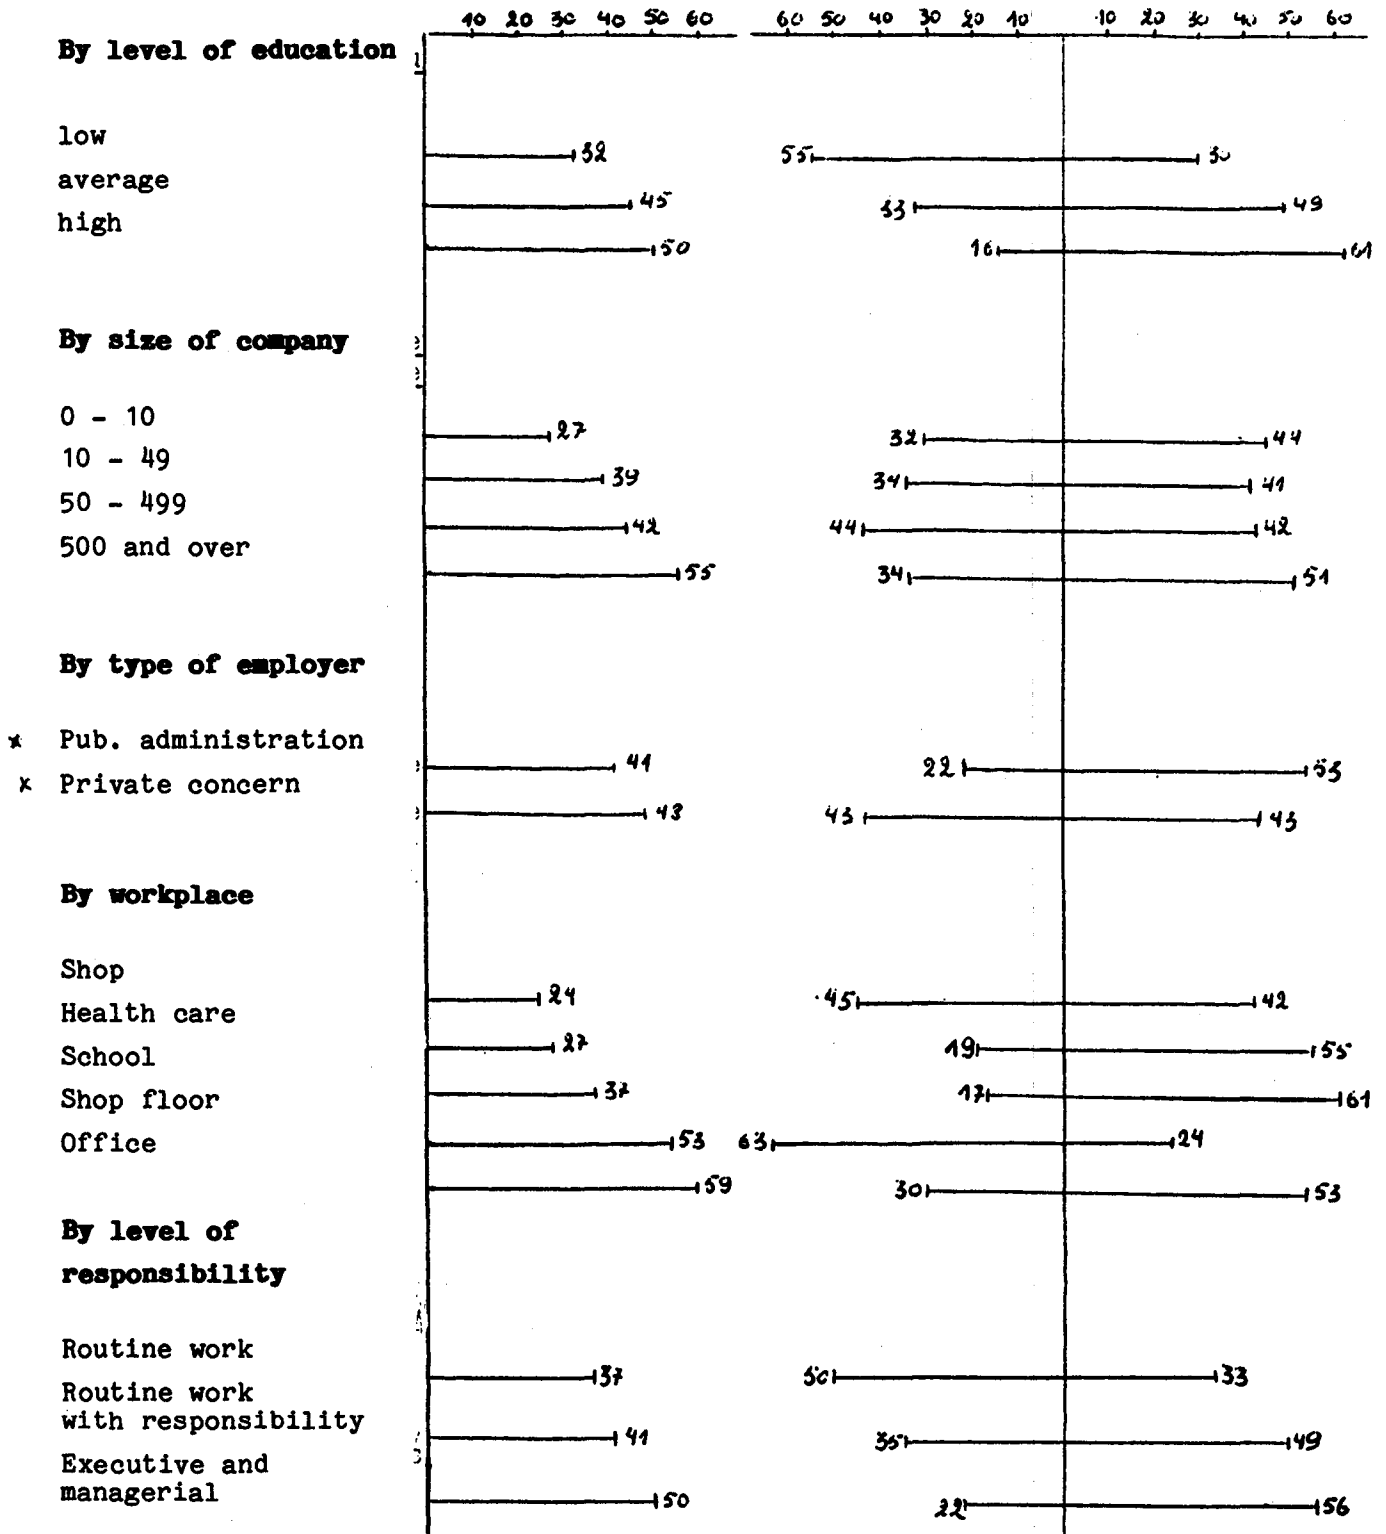 10 20 30 40 50 60 60 50 40 30 20 10 10 20 30 40 50 60
By level of education
low
32 55 30
average
45 33 49
high
50 16 61
By size of company
0 - 10
27 32 44
10 - 49
39 34 41
50 - 499
42 44 42
500 and over
55 34 51
By type of employer
x Pub. administration
41 22 53
x Private concern
48 43 43
By workplace
Shop
24 45 42
Health care
27 19 55
School
37 17 61
Shop floor
53 63 24
Office
59 30 53
By level of
responsibility
Routine work
37 50 33
Routine work
with responsibility
41 35 49
Executive and
managerial
50 22 56